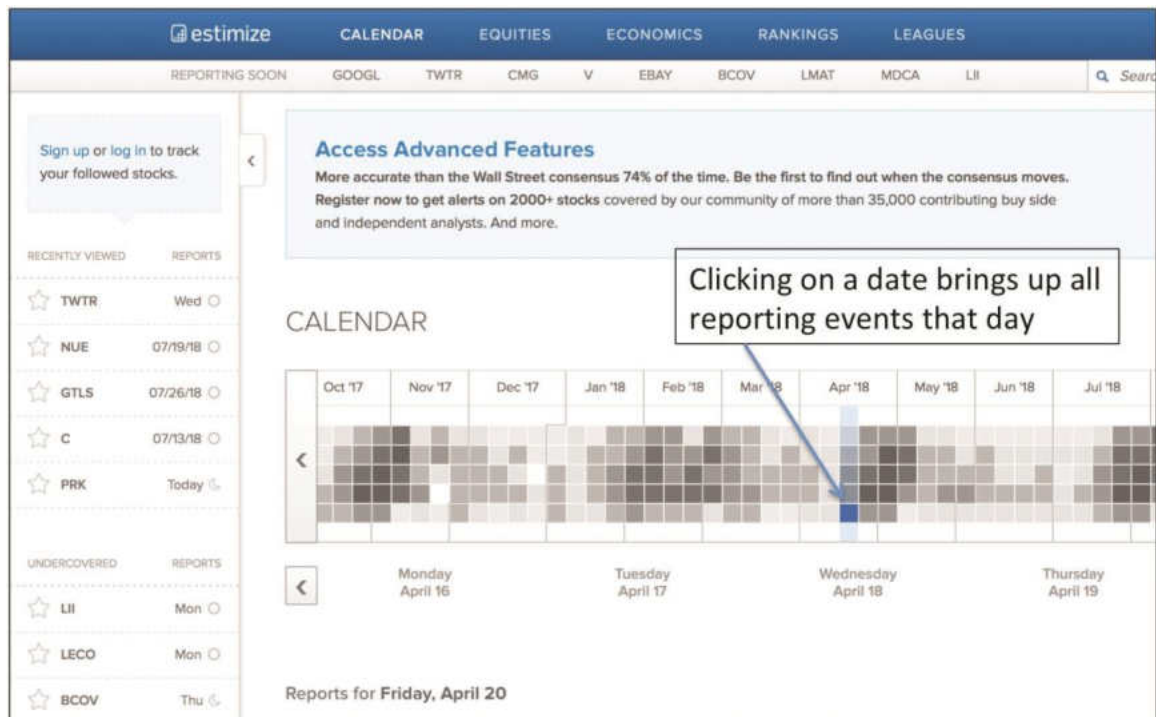 estimize CALENDAR EQUITIES ECONOMICS RANKINGS LEAGUES
REPORTING SOON GOOGL TWTR CMG V EBAY BCOV LMAT MDCA LII Searc
Sign up or log in to track
your followed stocks.
Access Advanced Features
More accurate than the Wall Street consensus 74% of the time. Be the first to find out when the consensus moves.
Register now to get alerts on 2000+ stocks covered by our community of more than 35,000 contributing buy side
and independent analysts. And more.
RECENTLY VIEWED REPORTS
TWTR Wed
NUE 07/19/18
GTLS 07/26/18
C 07/13/18
PRK Today
UNDERCOVERED REPORTS
LII Mon
LECO Mon
BCOV Thu
Clicking on a date brings up all
reporting events that day
CALENDAR
Oct '17 Nov '17 Dec '17 Jan '18 Feb '18 Mar '18 Apr '18 May '18 Jun '18 Jul '18
Monday Tuesday Wednesday Thursday
April 16 April 17 April 18 April 19
Reports for Friday, April 20